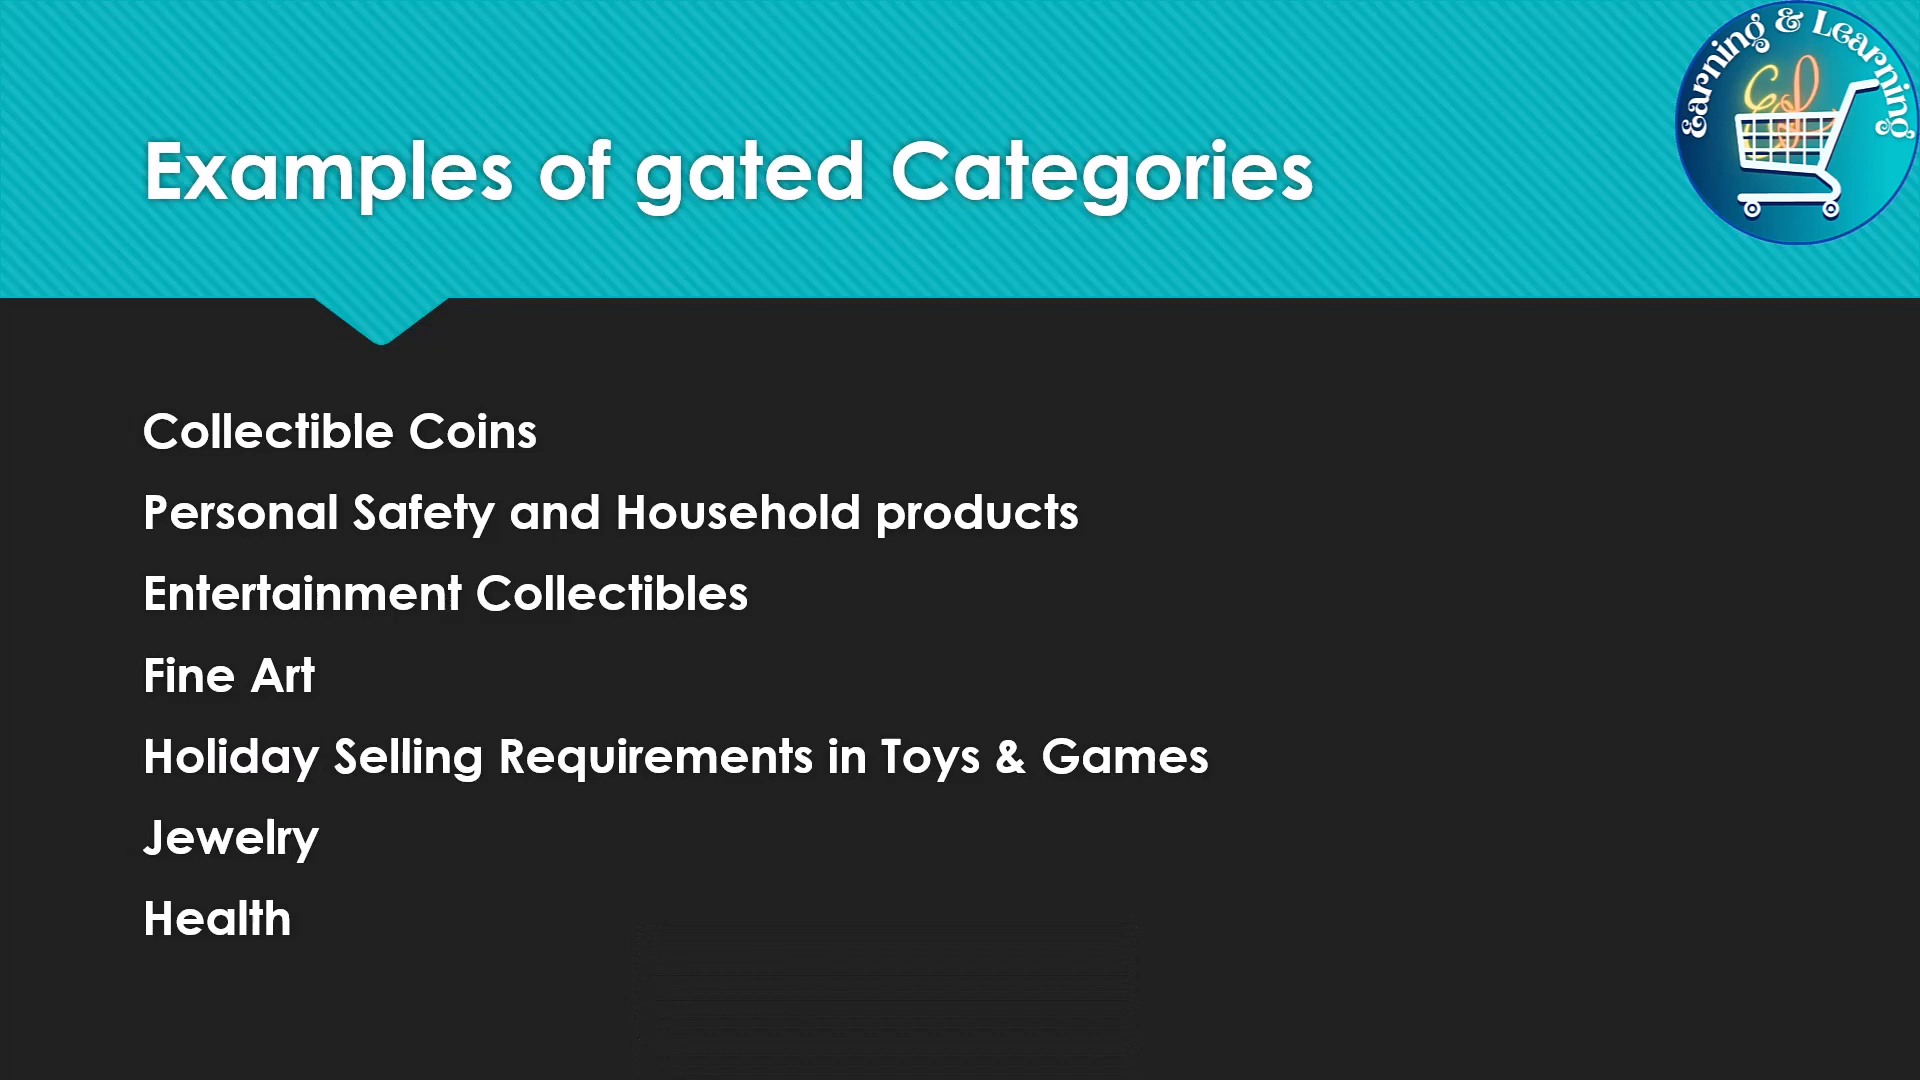 Earning & Learning
E&L
Examples of gated Categories
Collectible Coins
Personal Safety and Household products
Entertainment Collectibles
Fine Art
Holiday Selling Requirements in Toys & Games
Jewelry
Health